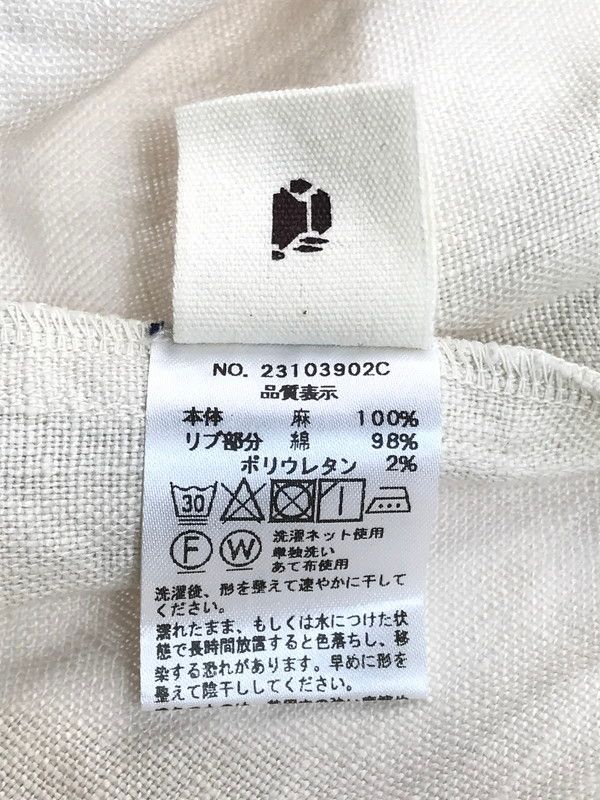 NO. 23103902C
品質表示
本体 麻 100%
リブ部分 綿 98%
ポリウレタン 2%
30
F W 洗濯ネット使用
単独洗い
あて布使用
洗濯後、形を整えて速やかに干して
ください。
濡れたまま、もしくは水につけた状
態で長時間放置すると色落ちし、移
染する恐れがあります。早めに形を
整えて陰干ししてください。